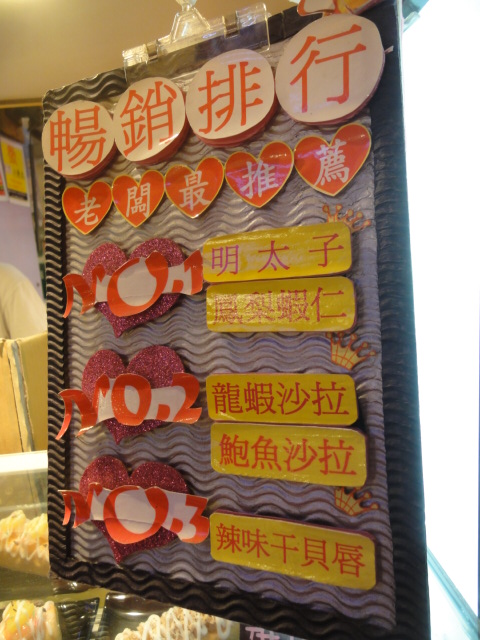 暢銷排行
老闆最推薦
NO.1
明太子
鳳梨蝦仁
NO.2
龍蝦沙拉
鮑魚沙拉
NO.3
辣味干貝唇